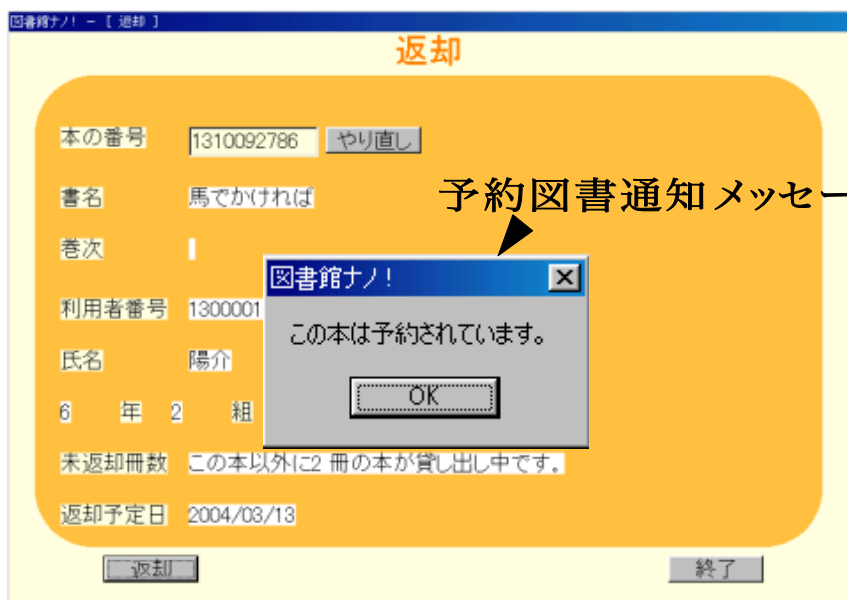 図書館ナノ! - [ 返却 ]
返却
本の番号 1310092786 やり直し
予約図書通知メッセー
書名 馬でかければ
巻次
図書館ナノ!
利用者番号 1300001
この本は予約されています。
氏名 陽介
OK
6 年 2 組
未返却冊数 この本以外に2 冊の本が貸し出し中です。
返却予定日 2004/03/13
返却 終了